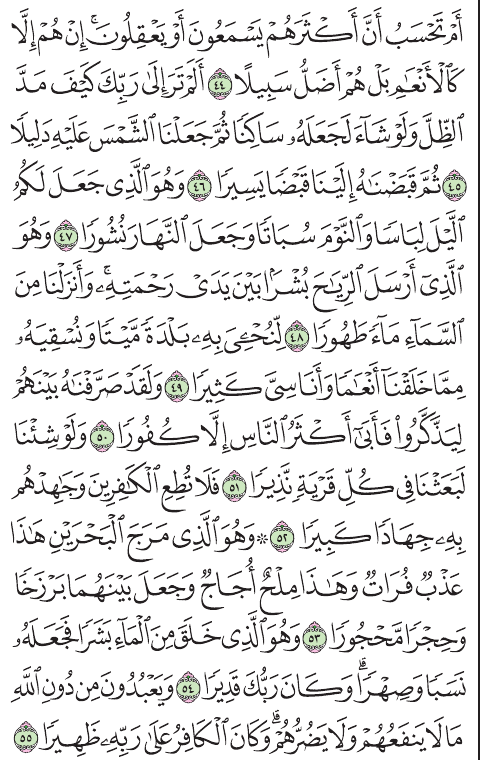 أَمْ تَحْسَبُ أَنَّ أَكْثَرَهُمْ يَسْمَعُونَ أَوْ يَعْقِلُونَ ۚ إِنْ هُمْ إِلَّا
كَالْأَنْعَامِ بَلْ هُمْ أَضَلُّ سَبِيلًا ٤٤ أَلَمْ تَرَ إِلَىٰ رَبِّكَ كَيْفَ مَدَّ
الظِّلَّ وَلَوْ شَاءَ لَجَعَلَهُ سَاكِنًا ثُمَّ جَعَلْنَا الشَّمْسَ عَلَيْهِ دَلِيلًا
٤٥ ثُمَّ قَبَضْنَاهُ إِلَيْنَا قَبْضًا يَسِيرًا ٤٦ وَهُوَ الَّذِي جَعَلَ لَكُمُ
اللَّيْلَ لِبَاسًا وَالنَّوْمَ سُبَاتًا وَجَعَلَ النَّهَارَ نُشُورًا ٤٧ وَهُوَ
الَّذِي أَرْسَلَ الرِّيَاحَ بُشْرًا بَيْنَ يَدَيْ رَحْمَتِهِ ۚ وَأَنْزَلْنَا مِنَ
السَّمَاءِ مَاءً طَهُورًا ٤٨ لِّنُحْيِيَ بِهِ بَلْدَةً مَّيْتًا وَنُسْقِيَهُ
مِمَّا خَلَقْنَا أَنْعَامًا وَأَنَاسِيَّ كَثِيرًا ٤٩ وَلَقَدْ صَرَّفْنَاهُ بَيْنَهُمْ
لِيَذَّكَّرُوا فَأَبَىٰ أَكْثَرُ النَّاسِ إِلَّا كُفُورًا ٥٠ وَلَوْ شِئْنَا
لَبَعَثْنَا فِي كُلِّ قَرْيَةٍ نَّذِيرًا ٥١ فَلَا تُطِعِ الْكَافِرِينَ وَجَاهِدْهُم
بِهِ جِهَادًا كَبِيرًا ٥٢ ۞ وَهُوَ الَّذِي مَرَجَ الْبَحْرَيْنِ هَٰذَا
عَذْبٌ فُرَاتٌ وَهَٰذَا مِلْحٌ أُجَاجٌ وَجَعَلَ بَيْنَهُمَا بَرْزَخًا
وَحِجْرًا مَّحْجُورًا ٥٣ وَهُوَ الَّذِي خَلَقَ مِنَ الْمَاءِ بَشَرًا فَجَعَلَهُ
نَسَبًا وَصِهْرًا ۗ وَكَانَ رَبُّكَ قَدِيرًا ٥٤ وَيَعْبُدُونَ مِن دُونِ اللَّهِ
مَا لَا يَنفَعُهُمْ وَلَا يَضُرُّهُمْ ۗ وَكَانَ الْكَافِرُ عَلَىٰ رَبِّهِ ظَهِيرًا ٥٥